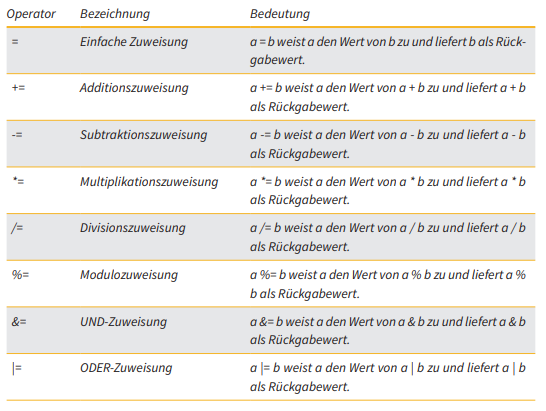 Operator Bezeichnung Bedeutung
= Einfache Zuweisung a = b weist a den Wert von b zu und liefert b als Rück-
gabewert.
+= Additionszuweisung a += b weist a den Wert von a + b zu und liefert a + b
als Rückgabewert.
-= Subtraktionszuweisung a -= b weist a den Wert von a - b zu und liefert a - b
als Rückgabewert.
*= Multiplikationszuweisung a *= b weist a den Wert von a * b zu und liefert a * b
als Rückgabewert.
/= Divisionszuweisung a /= b weist a den Wert von a / b zu und liefert a / b
als Rückgabewert.
%= Modulozuweisung a %= b weist a den Wert von a % b zu und liefert a %
b als Rückgabewert.
&= UND-Zuweisung a &= b weist a den Wert von a & b zu und liefert a & b
als Rückgabewert.
|= ODER-Zuweisung a |= b weist a den Wert von a | b zu und liefert a | b
als Rückgabewert.